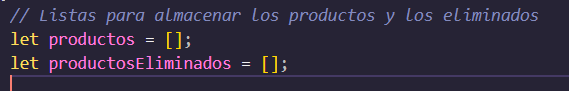 // Listas para almacenar los productos y los eliminados
let productos = [];
let productosEliminados = [];